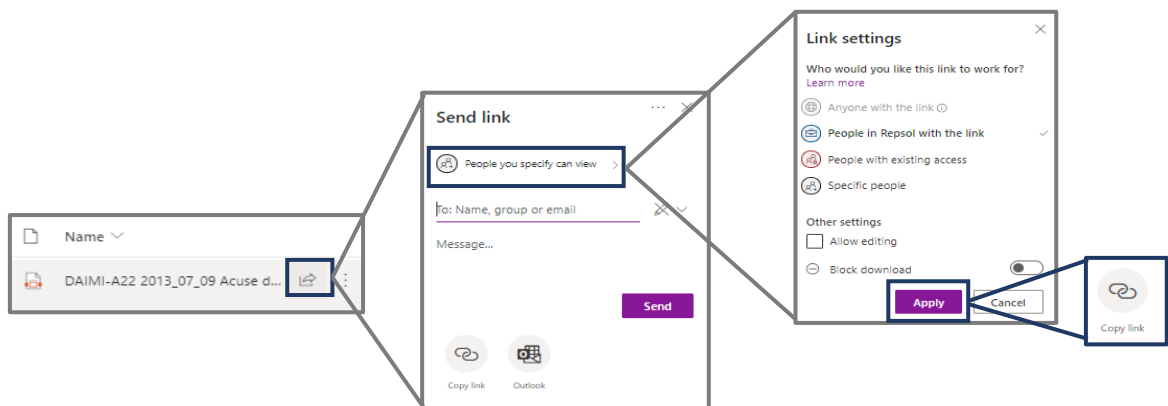 Name
DAIMI-A22 2013_07_09 Acuse d...
Send link
People you specify can view
To: Name, group or email
Message...
Send
Copy link
Outlook
Link settings
Who would you like this link to work for?
Learn more
Anyone with the link
People in Repsol with the link
People with existing access
Specific people
Other settings
Allow editing
Block download
Apply
Cancel
Copy link